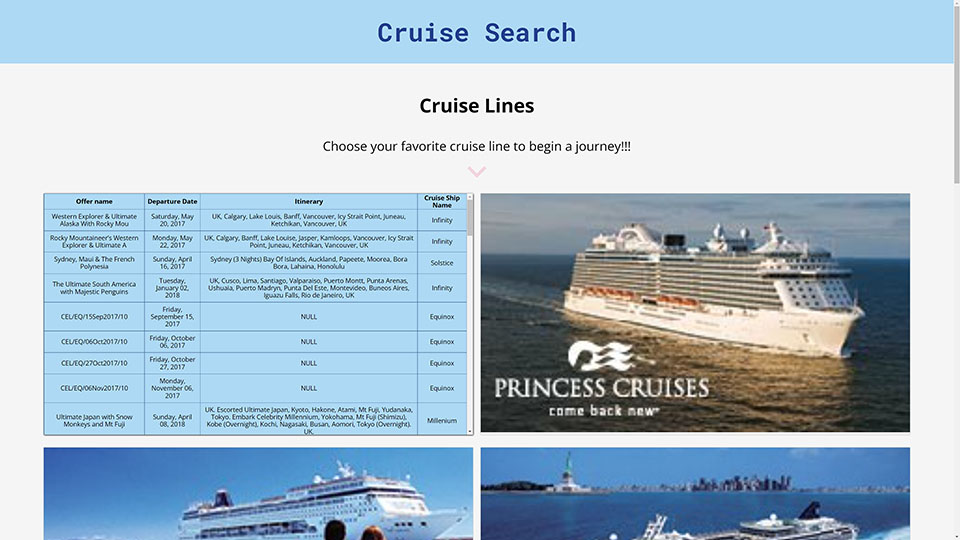 Cruise Search
Cruise Lines
Choose your favorite cruise line to begin a journey!!!
Offer name Departure Date Itinerary Cruise Ship Name
Western Explorer & Ultimate Alaska With Rocky Mou Saturday, May 20, 2017 UK, Calgary, Lake Louis, Banff, Vancouver, Icy Strait Point, Juneau, Ketchikan, Vancouver, UK Infinity
Rocky Mountaineer's Western Explorer & Ultimate A Monday, May 22, 2017 UK, Calgary, Banff, Lake Louise, Jasper, Kamloops, Vancouver, Icy Strait Point, Juneau, Ketchikan, Vancouver, UK Infinity
Sydney, Maui & The French Polynesia Sunday, April 16, 2017 Sydney (3 Nights) Bay Of Islands, Auckland, Papeete, Moorea, Bora Bora, Lahaina, Honolulu Solstice
The Ultimate South America with Majestic Penguins Tuesday, January 02, 2018 UK, Cusco, Lima, Santiago, Valparaiso, Puerto Montt, Punta Arenas, Ushuaia, Puerto Madryn, Punta Del Este, Montevideo, Buneos Aires, Iguazu Falls, Rio de Janeiro, UK Infinity
CEL/EQ/15Sep2017/10 Friday, September 15, 2017 NULL Equinox
CEL/EQ/06Oct2017/10 Friday, October 06, 2017 NULL Equinox
CEL/EQ/27Oct2017/10 Friday, October 27, 2017 NULL Equinox
CEL/EQ/06Nov2017/10 Monday, November 06, 2017 NULL Equinox
Ultimate Japan with Snow Monkeys and Mt Fuji Sunday, April 08, 2018 UK. Escorted Ultimate Japan, Kyoto, Hakone, Atami, Mt Fuji, Yudanaka, Tokyo. Embark Celebrity Millennium, Yokohama, Mt Fuji (Shimizu), Kobe (Overnight), Kochi, Nagasaki, Busan, Aomori, Tokyo (Overnight). UK. Millenium
PRINCESS CRUISES
come back new